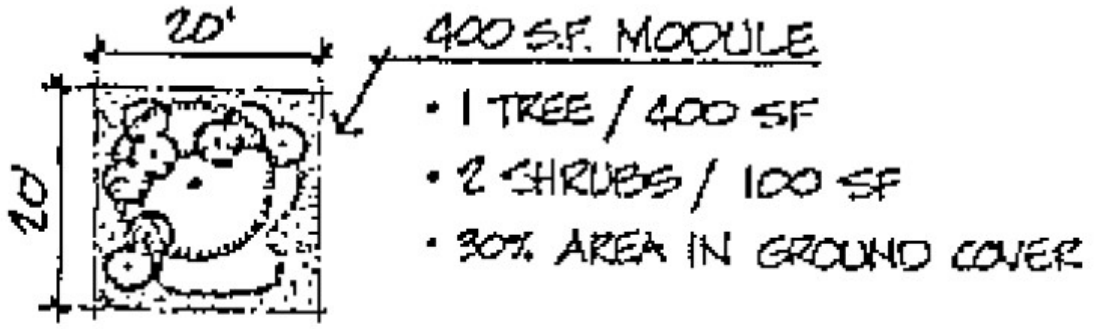 20'
400 S.F. MODULE
• 1 TREE / 400 SF
• 2 SHRUBS / 100 SF
20'
• 30% AREA IN GROUND COVER